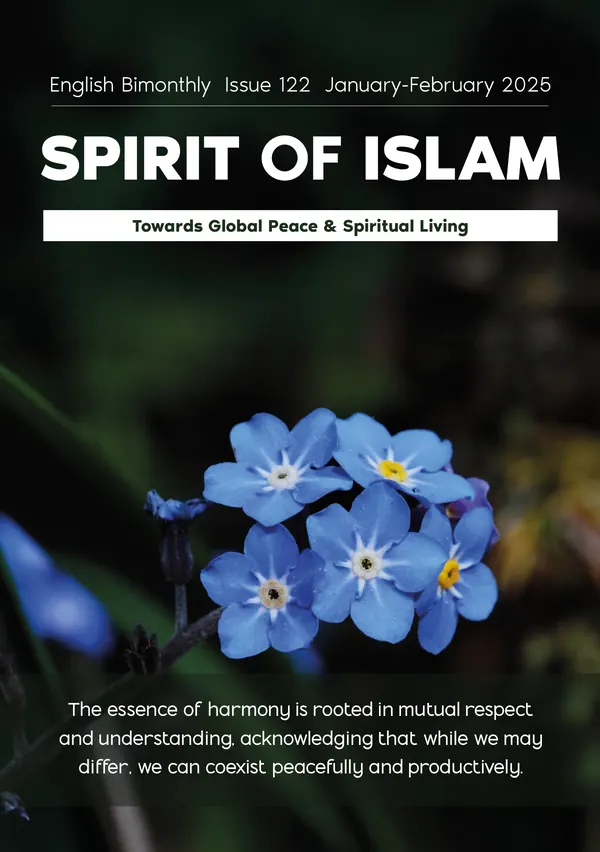 English Bimonthly Issue 122 January-February 2025
SPIRIT OF ISLAM
Towards Global Peace & Spiritual Living
The essence of harmony is rooted in mutual respect
and understanding, acknowledging that while we may
differ, we can coexist peacefully and productively.